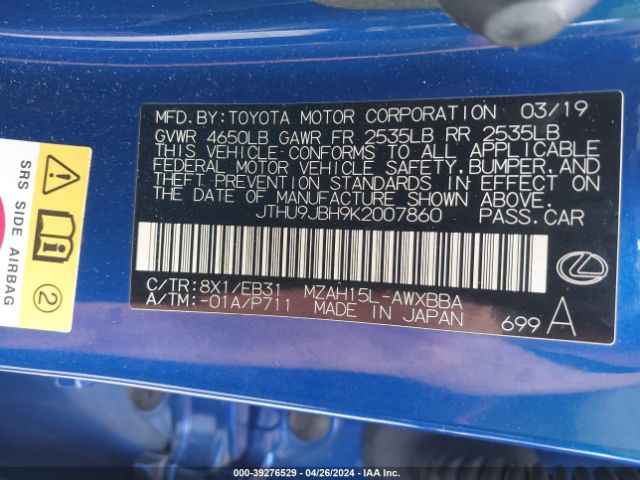 MFD. BY: TOYOTA MOTOR CORPORATION 03/19
GVWR 4650LB GAWR FR 2535LB RR 2535LB
THIS VEHICLE CONFORMS TO ALL APPLICABLE
FEDERAL MOTOR VEHICLE SAFETY, BUMPER, AND
THEFT PREVENTION STANDARDS IN EFFECT ON
THE DATE OF MANUFACTURE SHOWN ABOVE.
JTHU9JBH9K2007860 PASS.CAR
C/TR: 8X1/EB31 MZAH15L-AWXBBA
A/TM: -01A/P711 MADE IN JAPAN
699 A
SRS SIDE AIRBAG
2
000-39276529 - 04/26/2024 - IAA Inc.